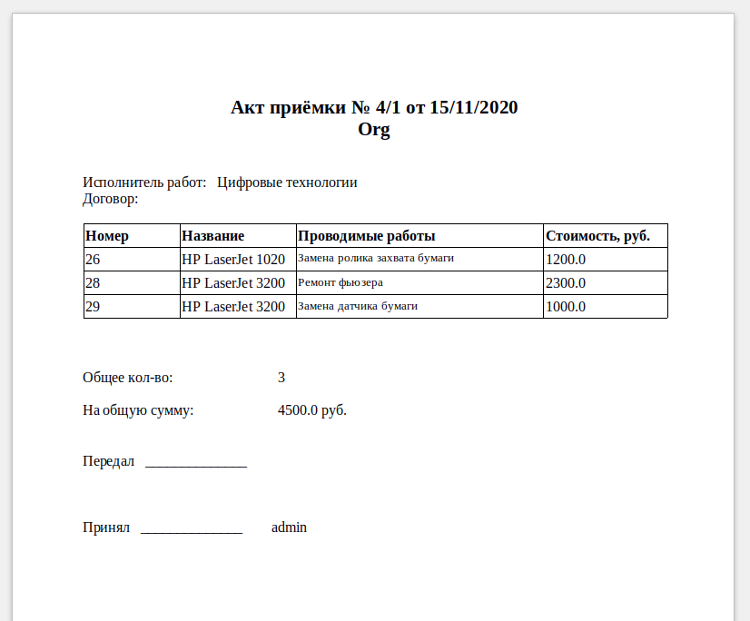 Акт приёмки № 4/1 от 15/11/2020
Org
Исполнитель работ: Цифровые технологии
Договор:
Номер Название Проводимые работы Стоимость, руб.
26 HP LaserJet 1020 Замена ролика захвата бумаги 1200.0
28 HP LaserJet 3200 Ремонт фьюзера 2300.0
29 HP LaserJet 3200 Замена датчика бумаги 1000.0
Общее кол-во: 3
На общую сумму: 4500.0 руб.
Передал ______________
Принял ______________ admin